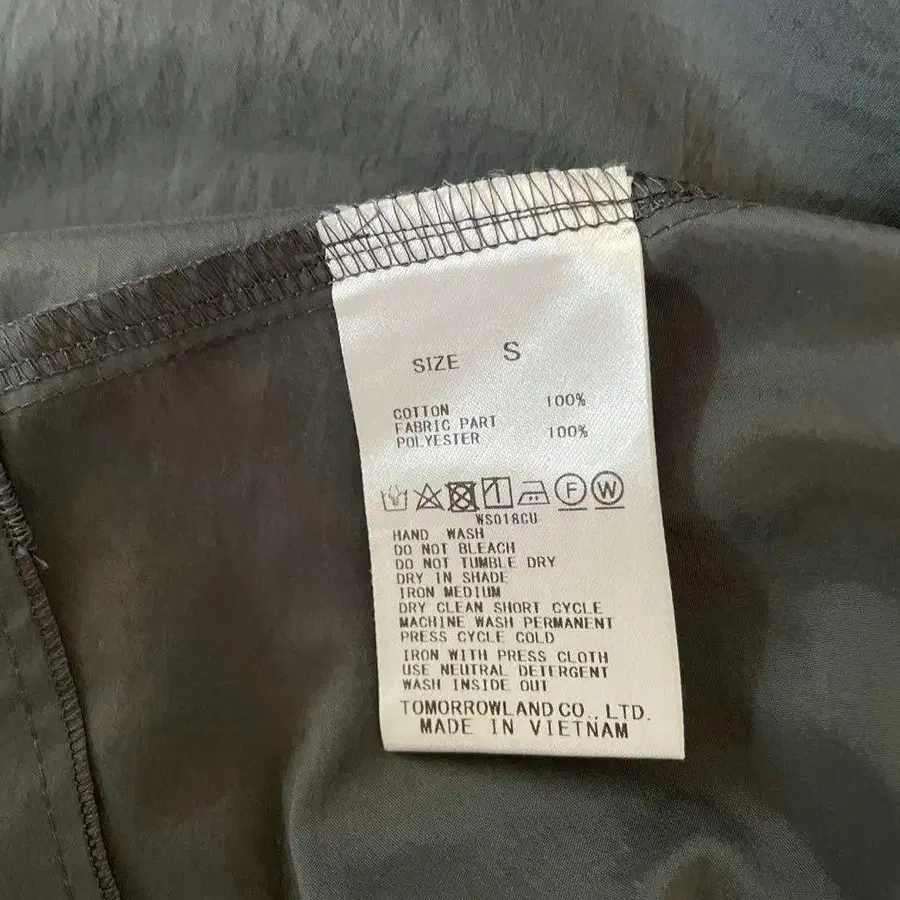 SIZE S
COTTON 100%
FABRIC PART
POLYESTER 100%
F W
WS018CU
HAND WASH
DO NOT BLEACH
DO NOT TUMBLE DRY
DRY IN SHADE
IRON MEDIUM
DRY CLEAN SHORT CYCLE
MACHINE WASH PERMANENT
PRESS CYCLE COLD
IRON WITH PRESS CLOTH
USE NEUTRAL DETERGENT
WASH INSIDE OUT
TOMORROWLAND CO., LTD.
MADE IN VIETNAM